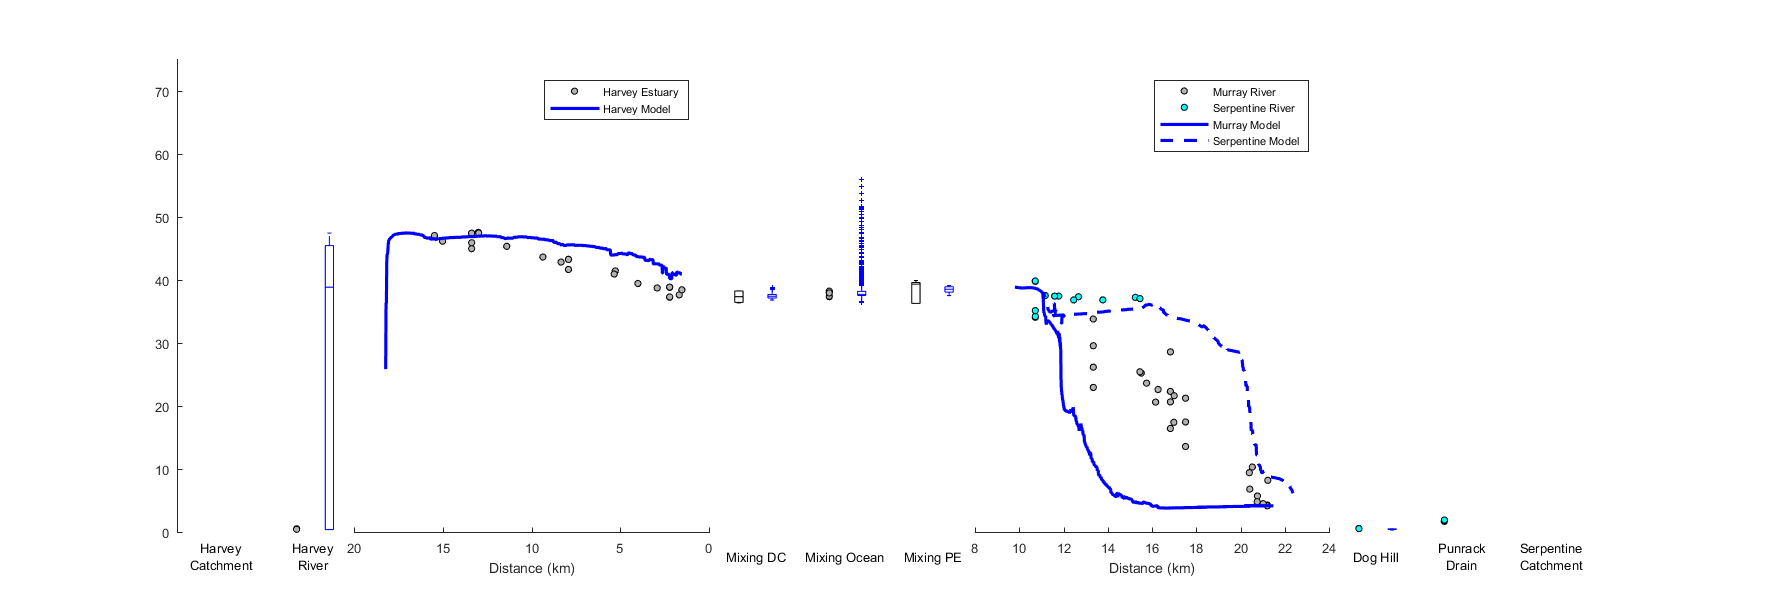 70
60
50
40
30
20
10
0
Harvey Estuary
Harvey Model
Murray River
Serpentine River
Murray Model
Serpentine Model
Harvey
Catchment
Harvey
River
20
15
10
5
0
Distance (km)
Mixing DC
Mixing Ocean
Mixing PE
8
10
12
14
16
18
20
22
24
Distance (km)
Dog Hill
Punrack
Drain
Serpentine
Catchment